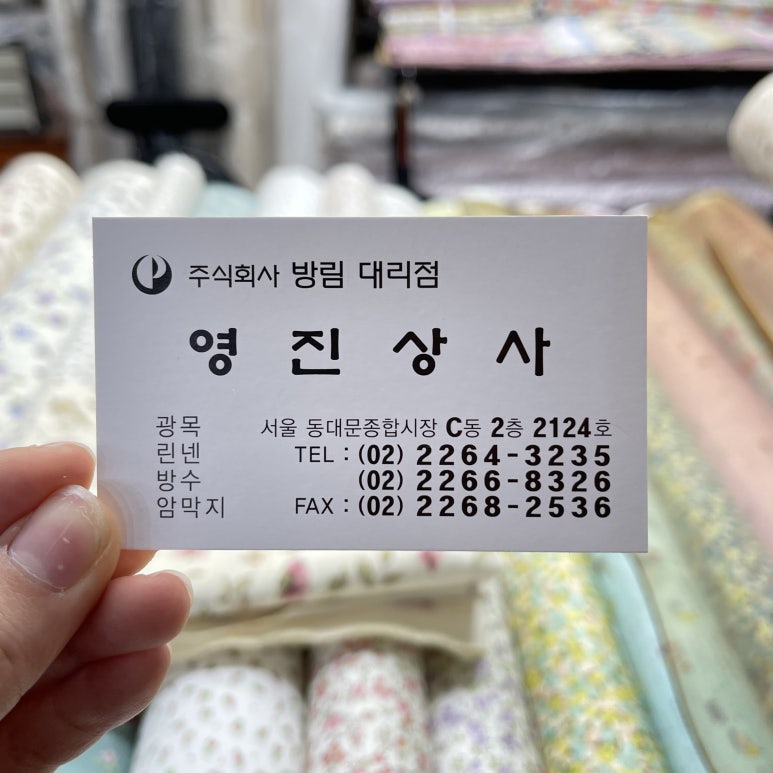 주식회사 방림 대리점
영진상사
광목 서울 동대문종합시장 C동 2층 2124호
린넨 TEL : (02) 2264-3235
방수 (02) 2266-8326
암막지 FAX : (02) 2268-2536